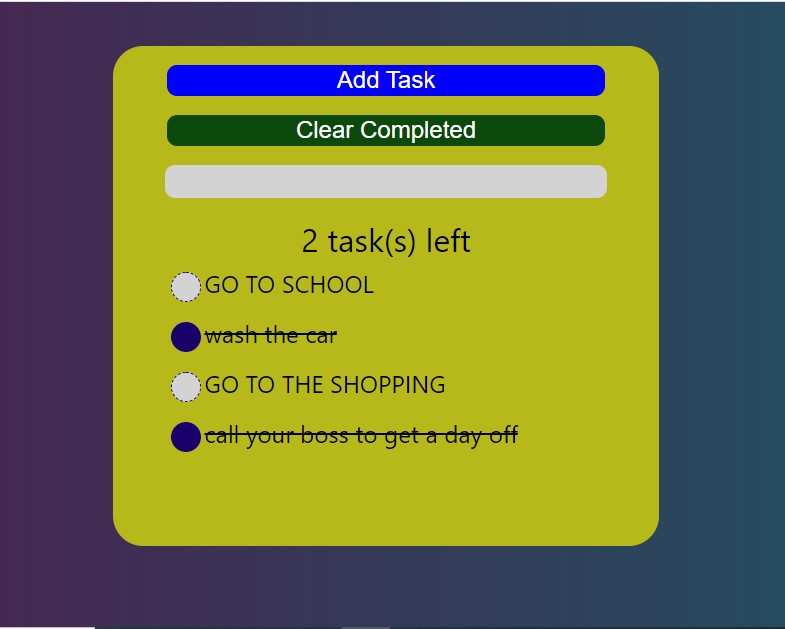 Add Task
Clear Completed
2 task(s) left
GO TO SCHOOL
wash the car
GO TO THE SHOPPING
call your boss to get a day off